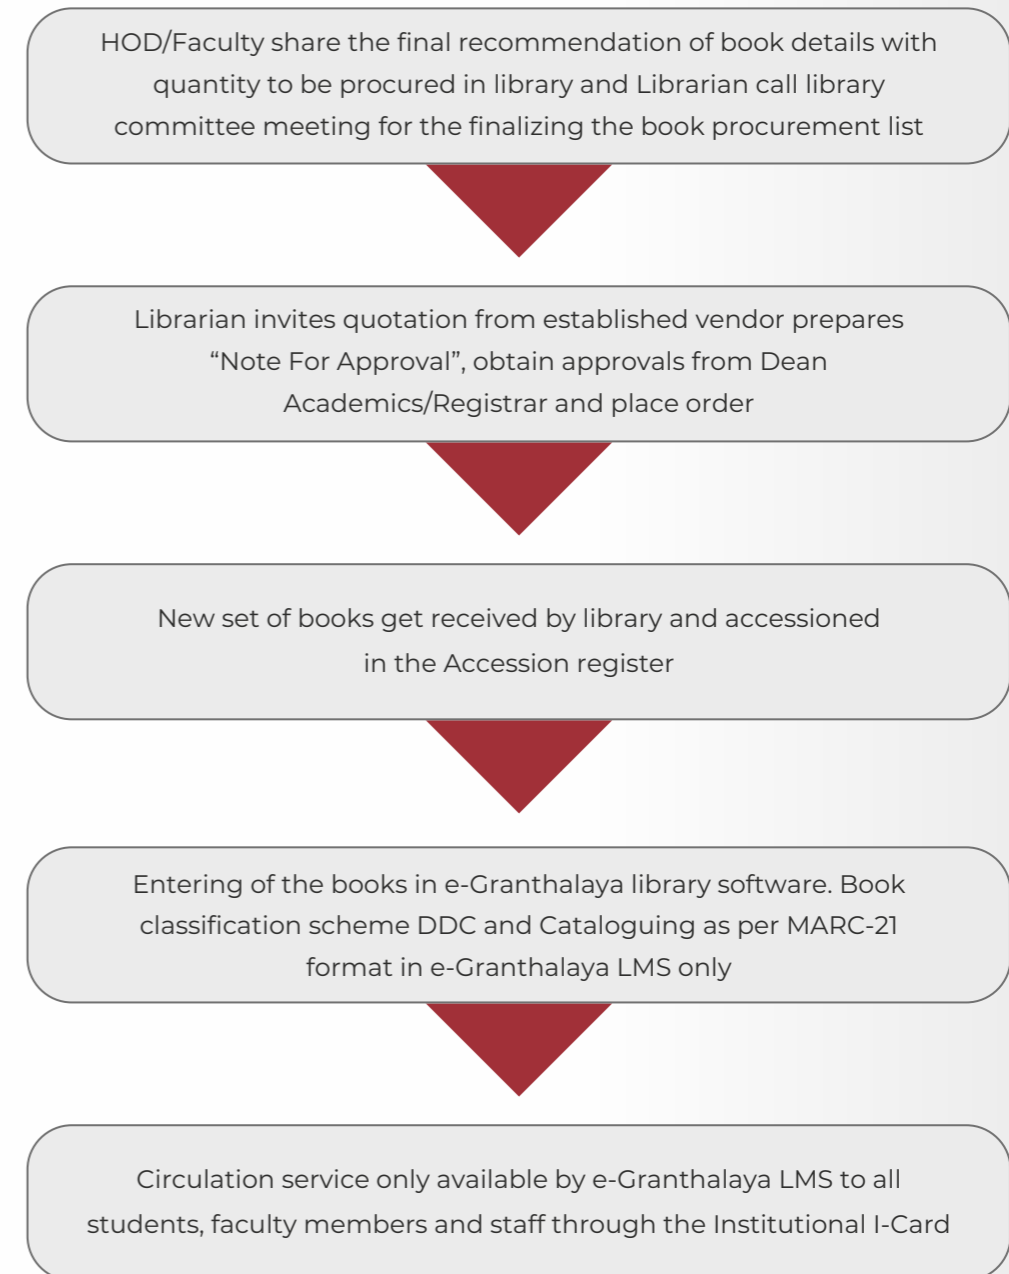 HOD/Faculty share the final recommendation of book details with
quantity to be procured in library and Librarian call library
committee meeting for the finalizing the book procurement list
Librarian invites quotation from established vendor prepares
“Note For Approval”, obtain approvals from Dean
Academics/Registrar and place order
New set of books get received by library and accessioned
in the Accession register
Entering of the books in e-Granthalaya library software. Book
classification scheme DDC and Cataloguing as per MARC-21
format in e-Granthalaya LMS only
Circulation service only available by e-Granthalaya LMS to all
students, faculty members and staff through the Institutional I-Card